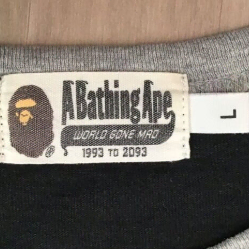 A Bathing Ape
WORLD GONE MAD
1993 TO 2093
L